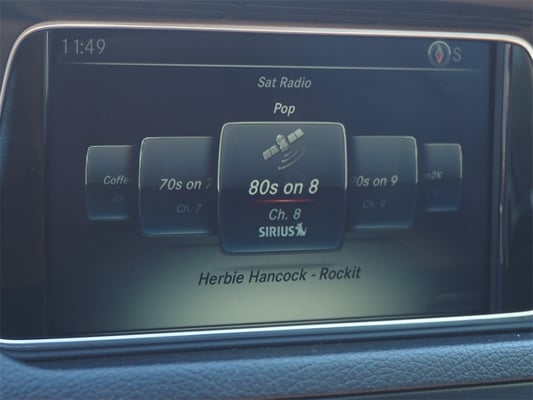 11:49
S
Sat Radio
Pop
Coffe
70s on 7
80s on 8
0s on 9
2K
Ch. 7
Ch. 8
Ch. 9
SIRIUS
Herbie Hancock - Rockit